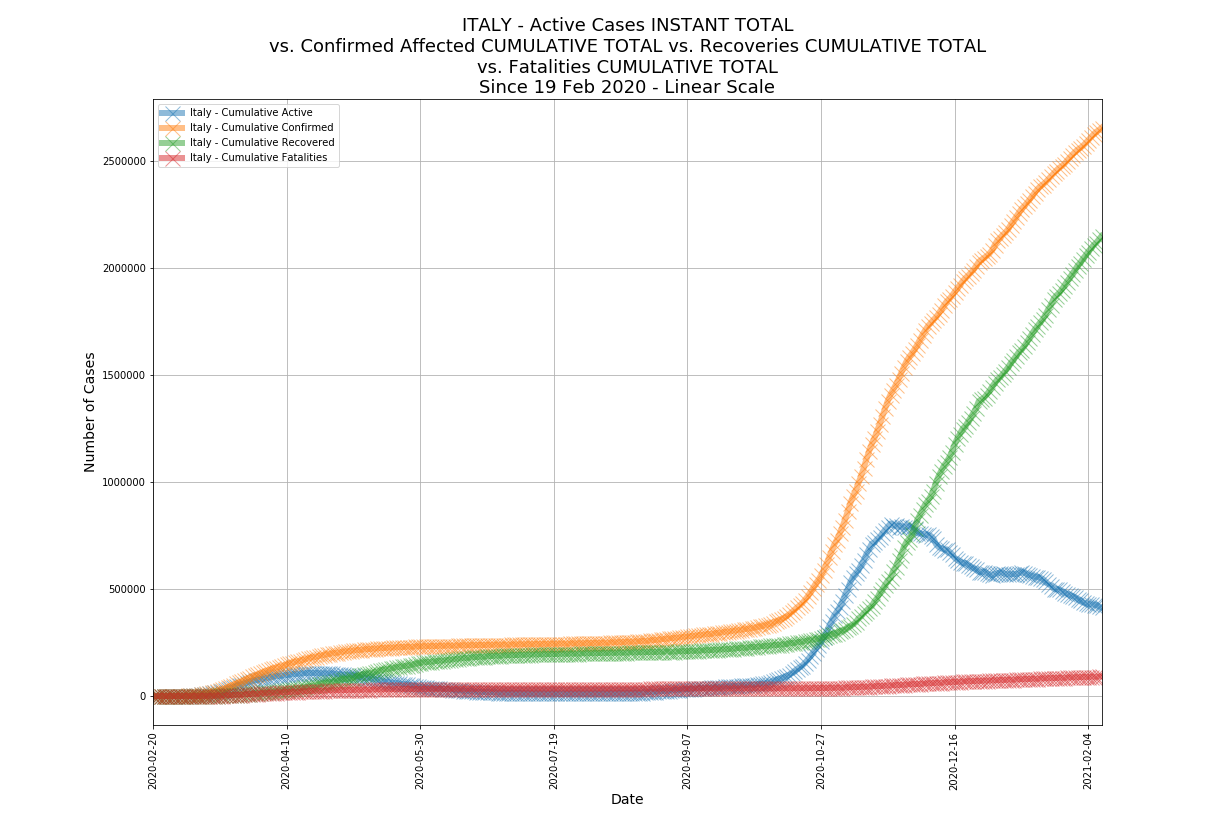 ITALY - Active Cases INSTANT TOTAL
vs. Confirmed Affected CUMULATIVE TOTAL vs. Recoveries CUMULATIVE TOTAL
vs. Fatalities CUMULATIVE TOTAL
Since 19 Feb 2020 - Linear Scale
Italy - Cumulative Active
Italy - Cumulative Confirmed
Italy - Cumulative Recovered
Italy - Cumulative Fatalities
Number of Cases
2500000
2000000
1500000
1000000
500000
0
2020-02-20
2020-04-10
2020-05-30
2020-07-19
2020-09-07
2020-10-27
2020-12-16
2021-02-04
Date